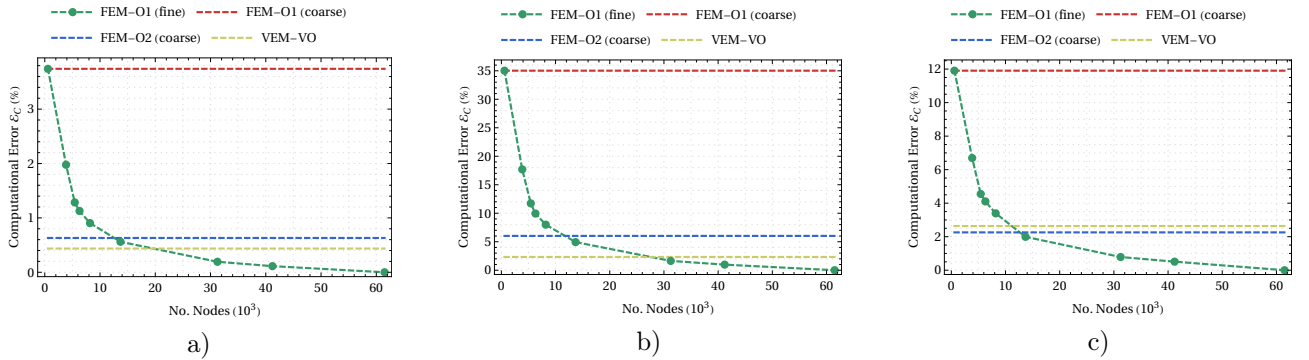 FEM–O1 (fine) FEM–O1 (coarse)
FEM–O2 (coarse) VEM–VO
Computational Error ℰ_C (%)
3
2
1
0
0 10 20 30 40 50 60
No. Nodes (10³)
a)
FEM–O1 (fine) FEM–O1 (coarse)
FEM–O2 (coarse) VEM–VO
Computational Error ℰ_C (%)
35
30
25
20
15
10
5
0
0 10 20 30 40 50 60
No. Nodes (10³)
b)
FEM–O1 (fine) FEM–O1 (coarse)
FEM–O2 (coarse) VEM–VO
Computational Error ℰ_C (%)
12
10
8
6
4
2
0
0 10 20 30 40 50 60
No. Nodes (10³)
c)